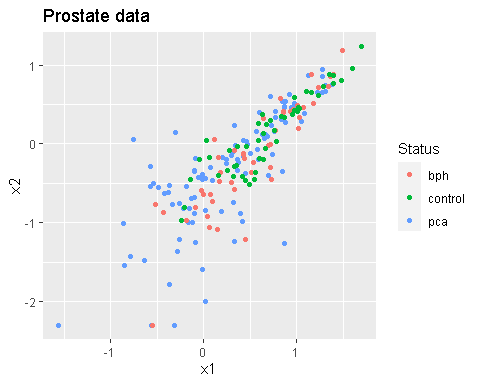 Prostate data
1
0
-1
-2
x2
-1
0
1
x1
Status
bph
control
pca